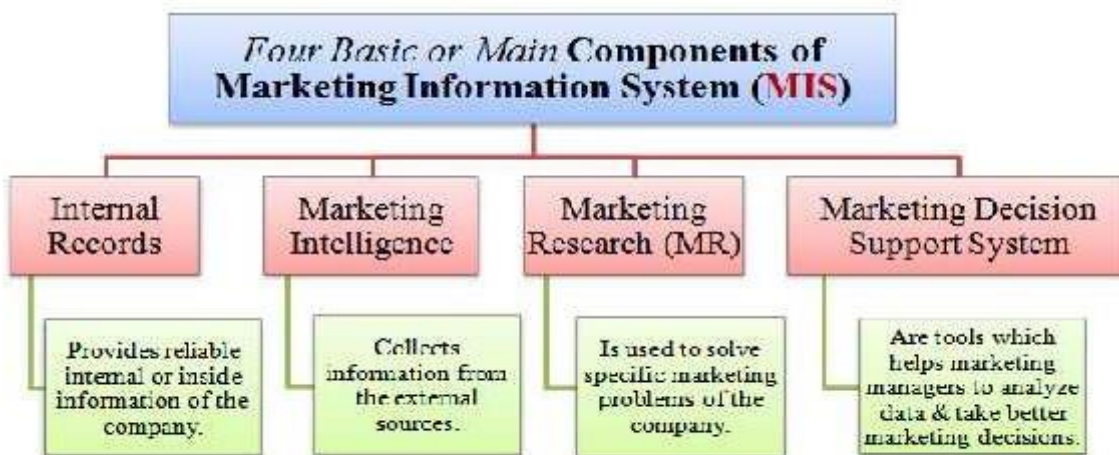 Four Basic or Main Components of
Marketing Information System (MIS)
Internal
Records
Marketing
Intelligence
Marketing
Research (MR)
Marketing Decision
Support System
Provides reliable
internal or inside
information of the
company.
Collects
information from
the external
sources.
Is used to solve
specific marketing
problems of the
company.
Are tools which
helps marketing
managers to analyze
data & take better
marketing decisions.